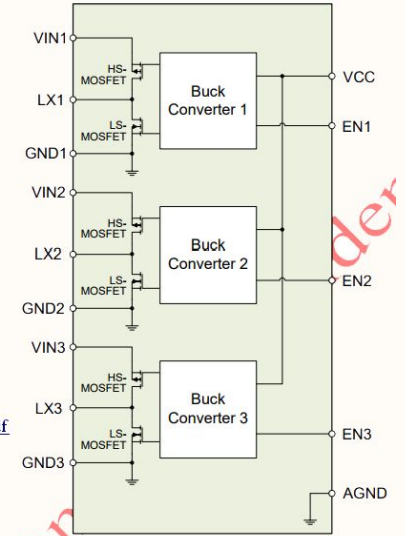 VIN1
HS-
MOSFET
LX1
LS-
MOSFET
GND1
Buck
Converter 1
VCC
EN1
VIN2
HS-
MOSFET
LX2
LS-
MOSFET
GND2
Buck
Converter 2
EN2
VIN3
HS-
MOSFET
LX3
LS-
MOSFET
GND3
Buck
Converter 3
EN3
AGND